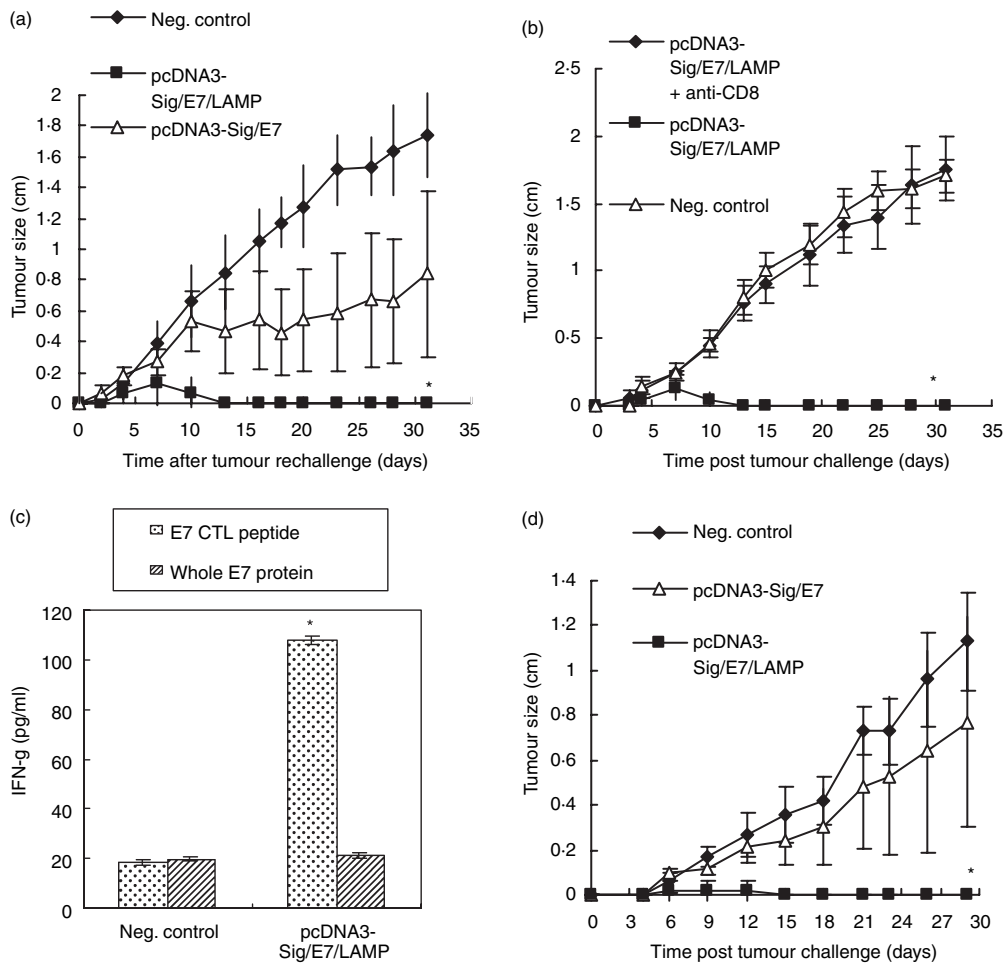 (a)
Neg. control
pcDNA3-
Sig/E7/LAMP
pcDNA3-Sig/E7
2
1·8
1·6
1·4
1·2
1
0·8
0·6
0·4
0·2
0
Tumour size (cm)
*
0 5 10 15 20 25 30 35
Time after tumour rechallenge (days)
(b)
pcDNA3-
Sig/E7/LAMP
+ anti-CD8
pcDNA3-
Sig/E7/LAMP
Neg. control
2·5
2
1·5
1
0·5
0
Tumour size (cm)
*
0 5 10 15 20 25 30 35
Time post tumour challenge (days)
(c)
E7 CTL peptide
Whole E7 protein
120
100
80
60
40
20
0
IFN-g (pg/ml)
*
Neg. control
pcDNA3-
Sig/E7/LAMP
(d)
Neg. control
pcDNA3-Sig/E7
pcDNA3-
Sig/E7/LAMP
1·4
1·2
1
0·8
0·6
0·4
0·2
0
Tumour size (cm)
*
0 3 6 9 12 15 18 21 24 27 30
Time post tumour challenge (days)